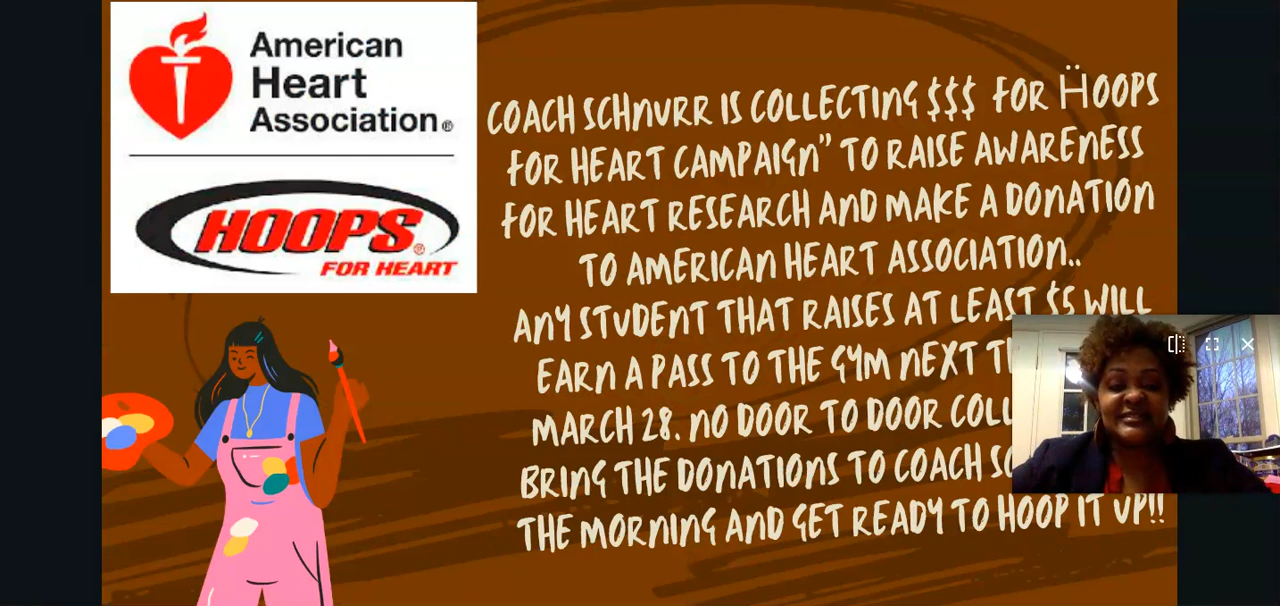 American
Heart
Association®
HOOPS®
FOR HEART
COACH SCHNURR IS COLLECTING $$$ FOR ḦOOPS
FOR HEART CAMPAIGN" TO RAISE AWARENESS
FOR HEART RESEARCH AND MAKE A DONATION
TO AMERICAN HEART ASSOCIATION..
ANY STUDENT THAT RAISES AT LEAST $5 WILL
EARN A PASS TO THE GYM NEXT
MARCH 28. NO DOOR TO DOOR
BRING THE DONATIONS TO COACH
THE MORNING AND GET READY TO HOOP IT UP!!